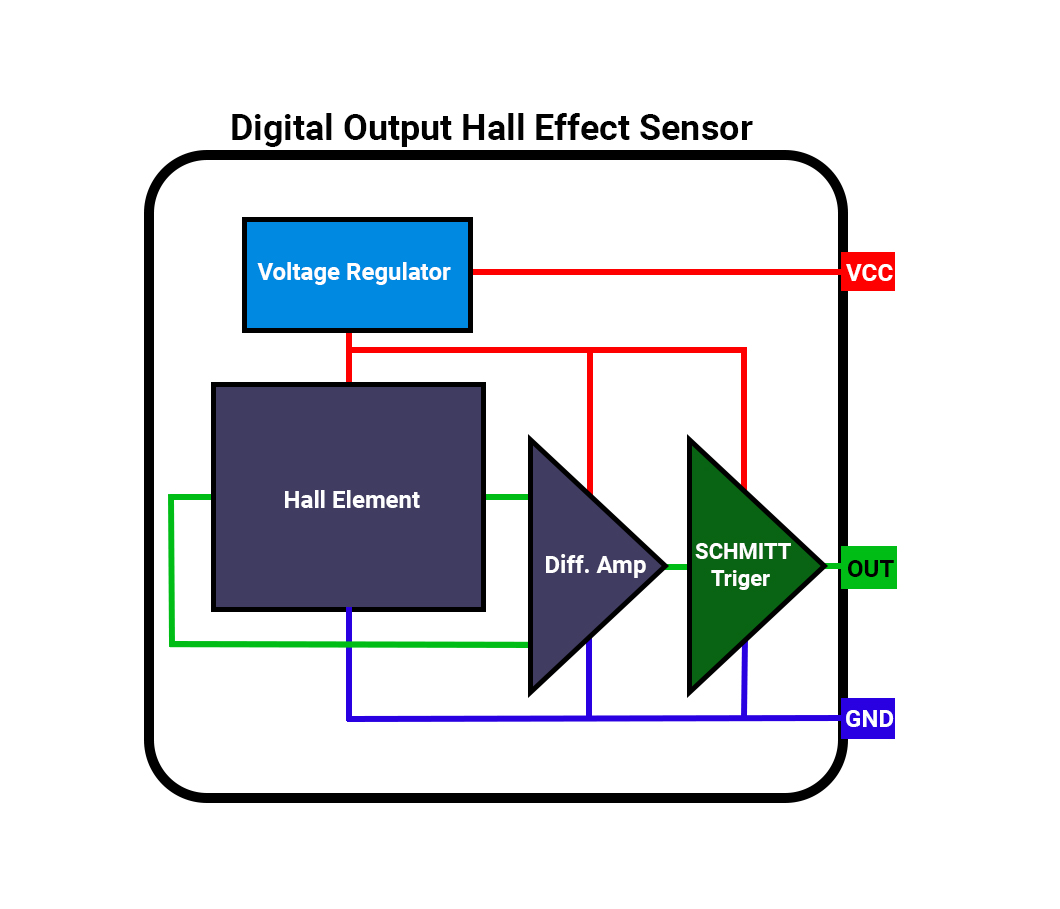 Digital Output Hall Effect Sensor
Voltage Regulator
VCC
Hall Element
Diff. Amp
SCHMITT
Triger
OUT
GND